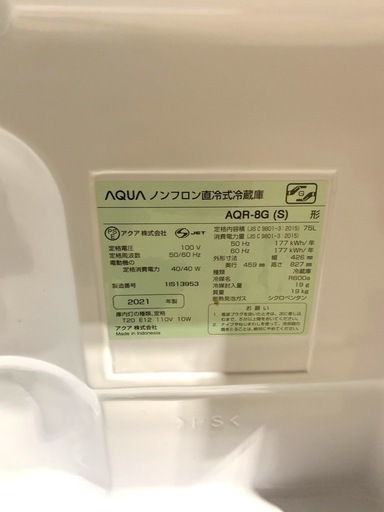 AQUA ノンフロン直冷式冷蔵庫
AQR-8G (S) 形
アクア 株式会社 JET
定格電圧 100 V
定格周波数 50/60 Hz
電動機の
定格消費電力 40/40 W
製造番号 1IS13953
2021 年製
庫内灯の種類、定格
T20 E12 110V 10W
アクア 株式会社
Made in Indonesia
定格内容積 (JIS C 9801-3: 2015) 75L
消費電力量 (JIS C 9801-3: 2015)
50 Hz 177 kWh/年
60 Hz 177 kWh/年
外形寸法 幅 426 mm
奥行 459 mm 高さ 827 mm
種類 冷蔵庫
冷媒名 R600a
冷媒封入量 19 g
質量 19 kg
断熱発泡ガス シクロペンタン
お願い
>PS<